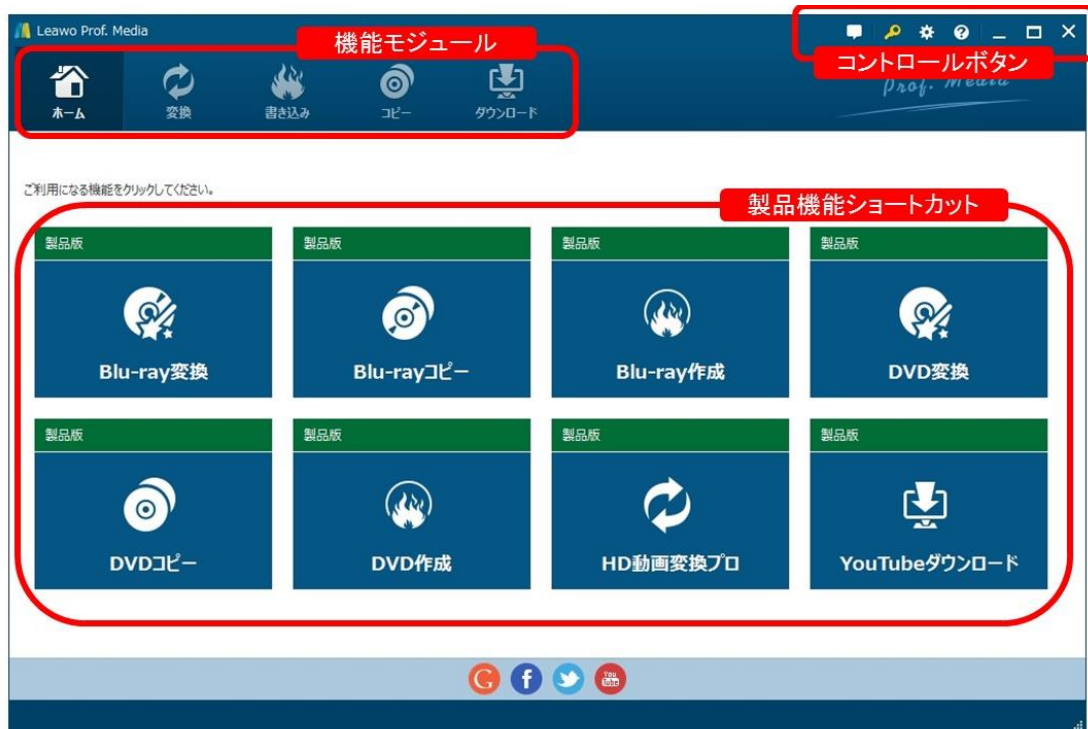 Leawo Prof. Media
機能モジュール
コントロールボタン
Prof. Media
ホーム
変換
書き込み
コピー
ダウンロード
ご利用になる機能をクリックしてください。
製品機能ショートカット
製品版
製品版
製品版
製品版
Blu-ray変換
Blu-rayコピー
Blu-ray作成
DVD変換
製品版
製品版
製品版
製品版
DVDコピー
DVD作成
HD動画変換プロ
YouTubeダウンロード
G
f
You
Tube